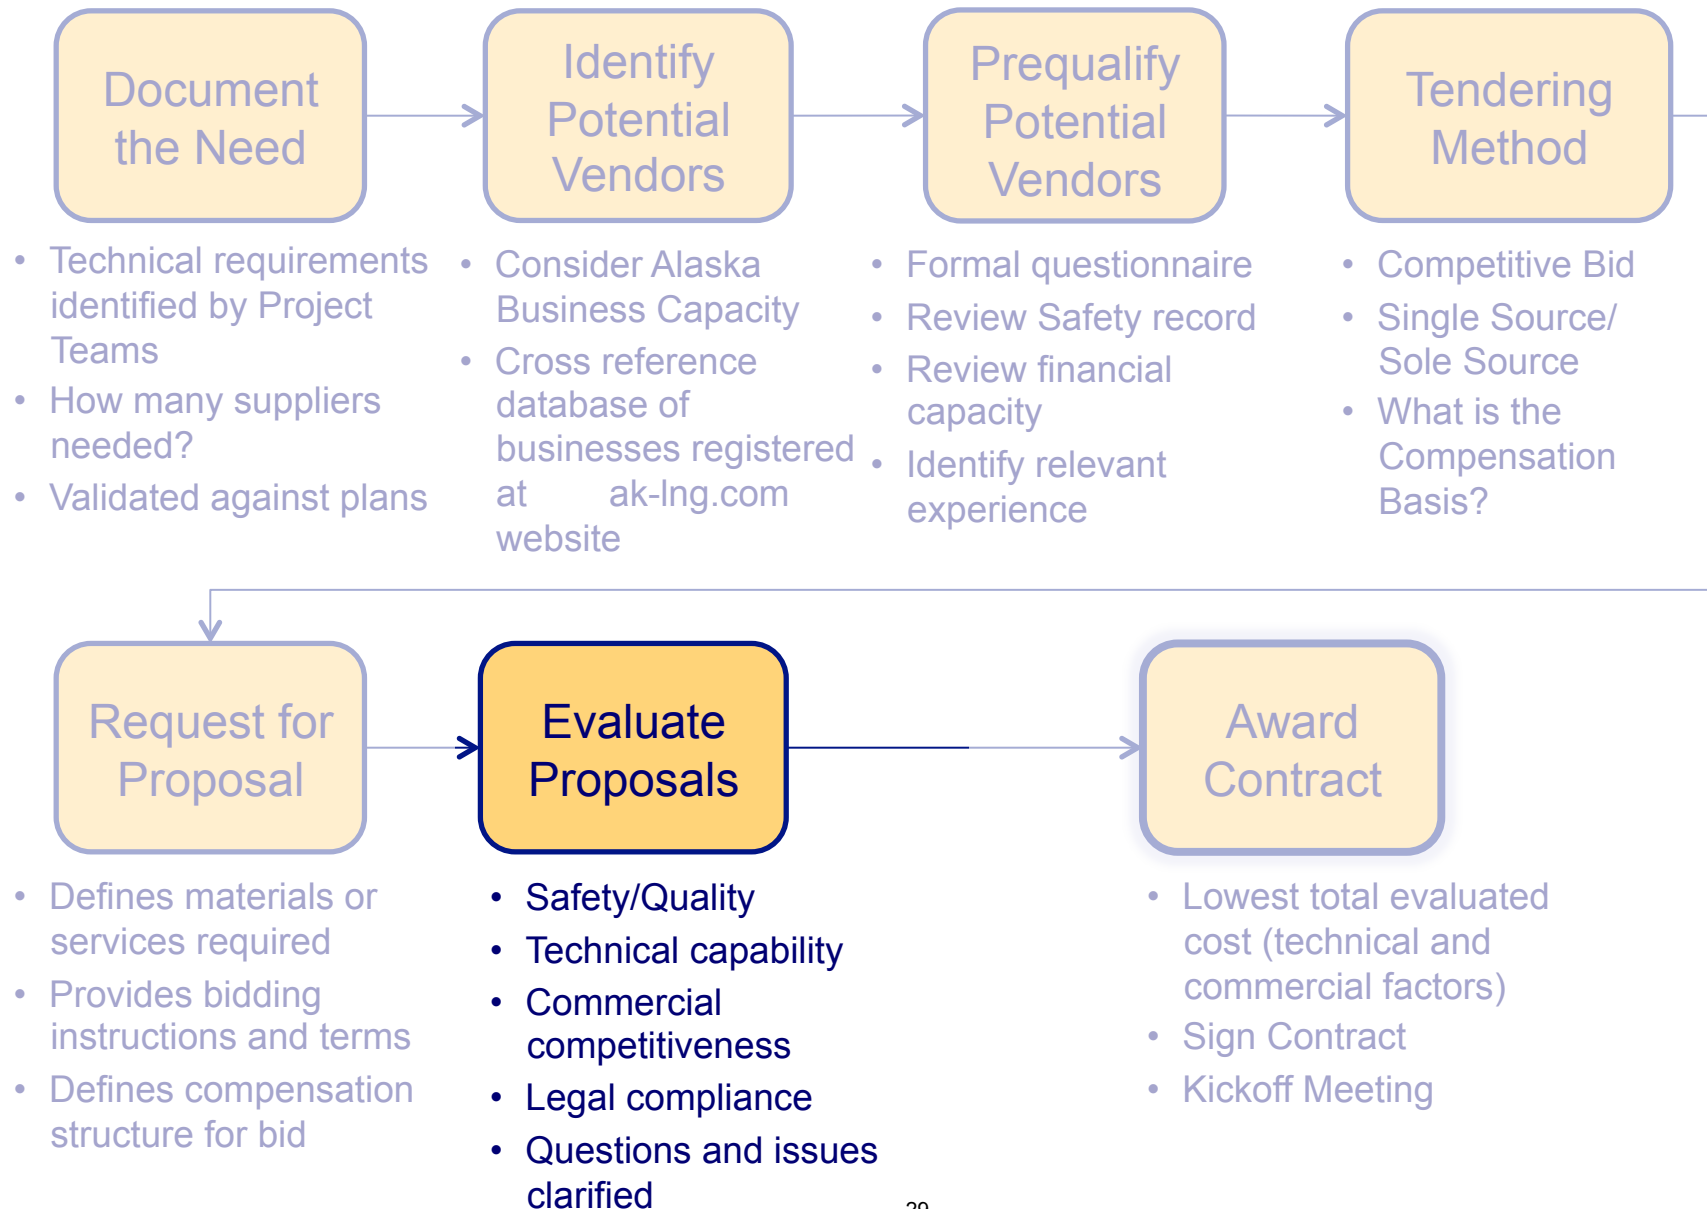 Document
the Need
Identify
Potential
Vendors
Prequalify
Potential
Vendors
Tendering
Method
• Technical requirements
identified by Project
Teams
• How many suppliers
needed?
• Validated against plans
• Consider Alaska
Business Capacity
• Cross reference
database of
businesses registered
at ak-lng.com
website
• Formal questionnaire
• Review Safety record
• Review financial
capacity
• Identify relevant
experience
• Competitive Bid
• Single Source/
Sole Source
• What is the
Compensation
Basis?
Request for
Proposal
Evaluate
Proposals
Award
Contract
• Defines materials or
services required
• Provides bidding
instructions and terms
• Defines compensation
structure for bid
• Safety/Quality
• Technical capability
• Commercial
competitiveness
• Legal compliance
• Questions and issues
clarified
• Lowest total evaluated
cost (technical and
commercial factors)
• Sign Contract
• Kickoff Meeting
29